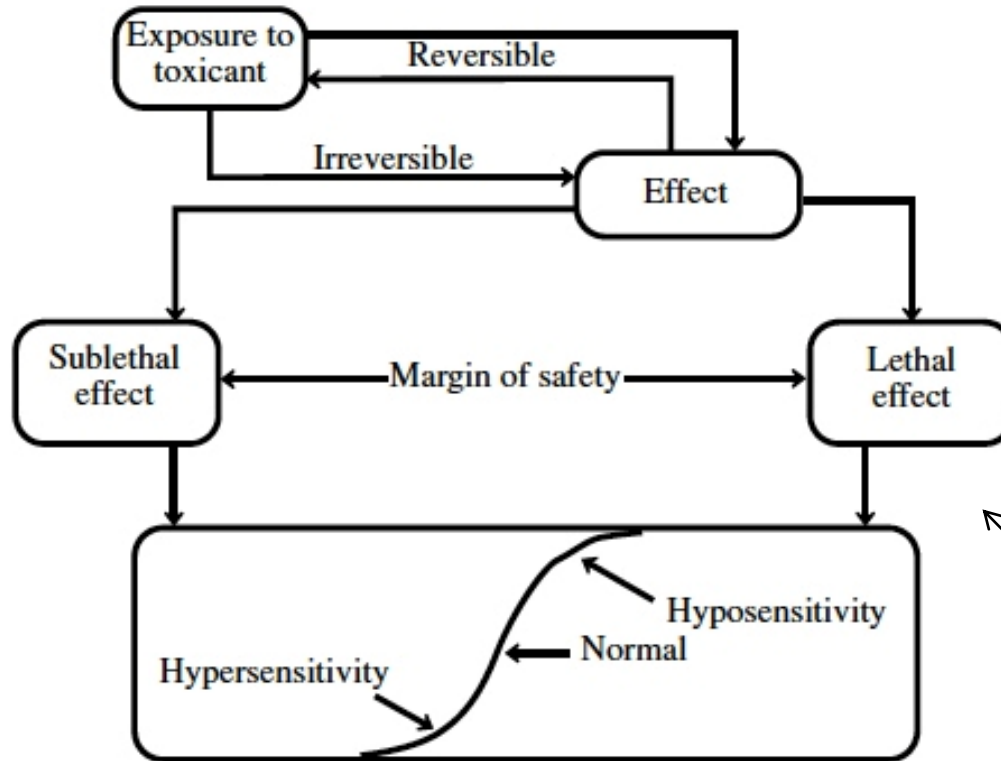 Exposure to
toxicant
Reversible
Irreversible
Effect
Sublethal
effect
Margin of safety
Lethal
effect
Hyposensitivity
Normal
Hypersensitivity